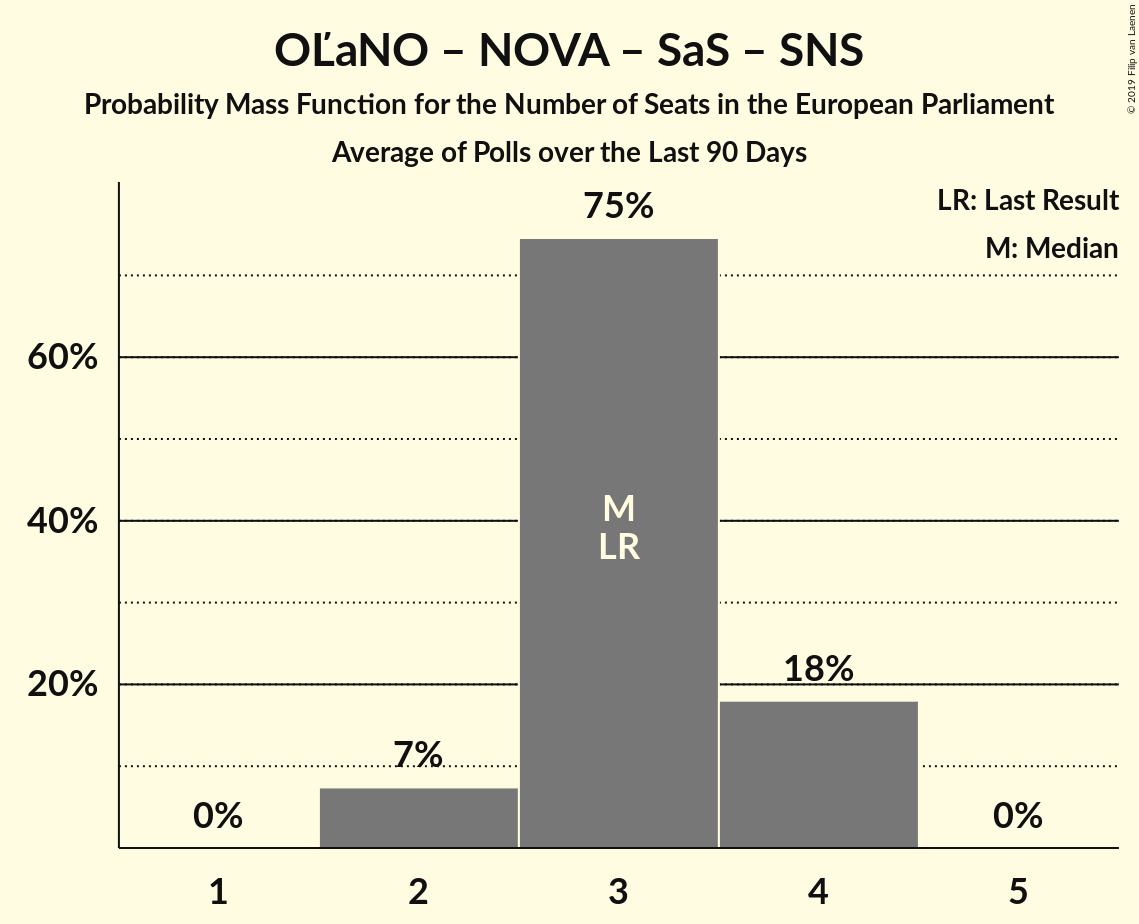 OĽaNO – NOVA – SaS – SNS
Probability Mass Function for the Number of Seats in the European Parliament
Average of Polls over the Last 90 Days
© 2019 Filip van Laenen
LR: Last Result
M: Median
75%
60%
M
40%
LR
18%
20%
7%
0%
0%
1 2 3 4 5